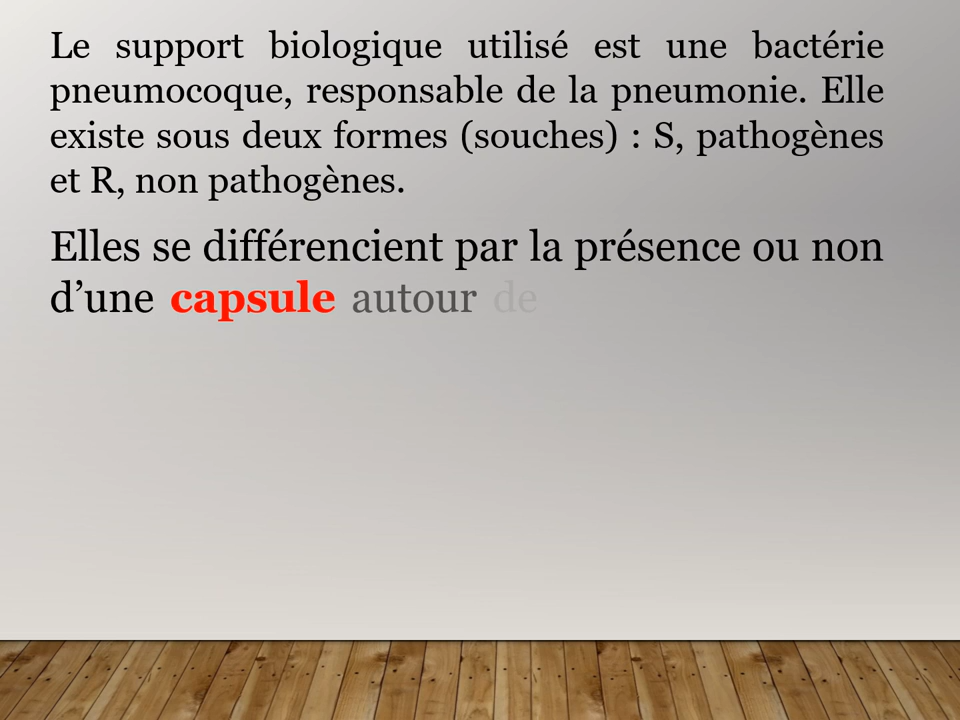 Le support biologique utilisé est une bactérie
pneumocoque, responsable de la pneumonie. Elle
existe sous deux formes (souches) : S, pathogènes
et R, non pathogènes.
Elles se différencient par la présence ou non
d’une capsule autour de